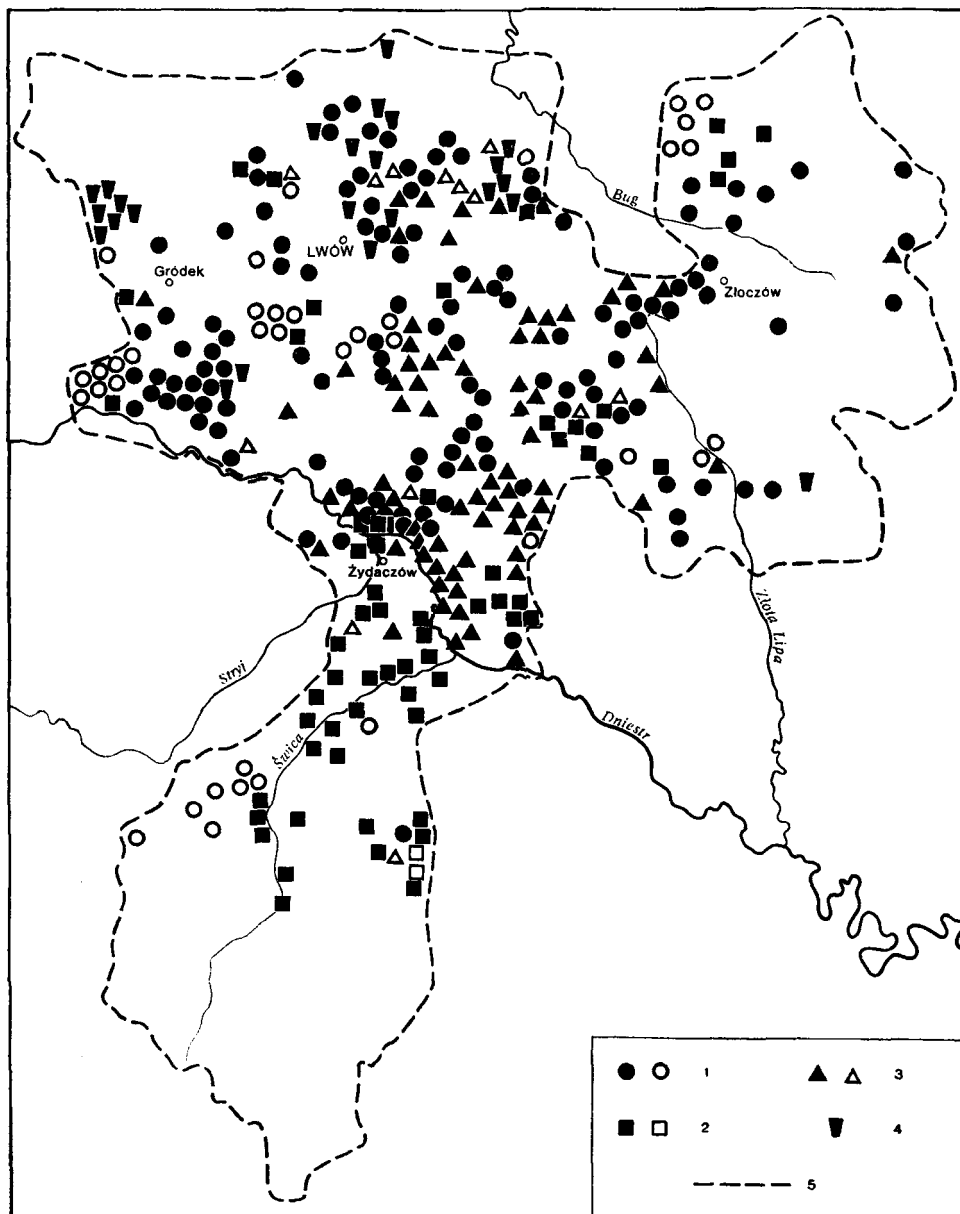 Bug
LWÓW
Gródek
Złoczów
Żydaczów
Złota Lipa
Stryj
Dniestr
Świca
1
3
2
4
5